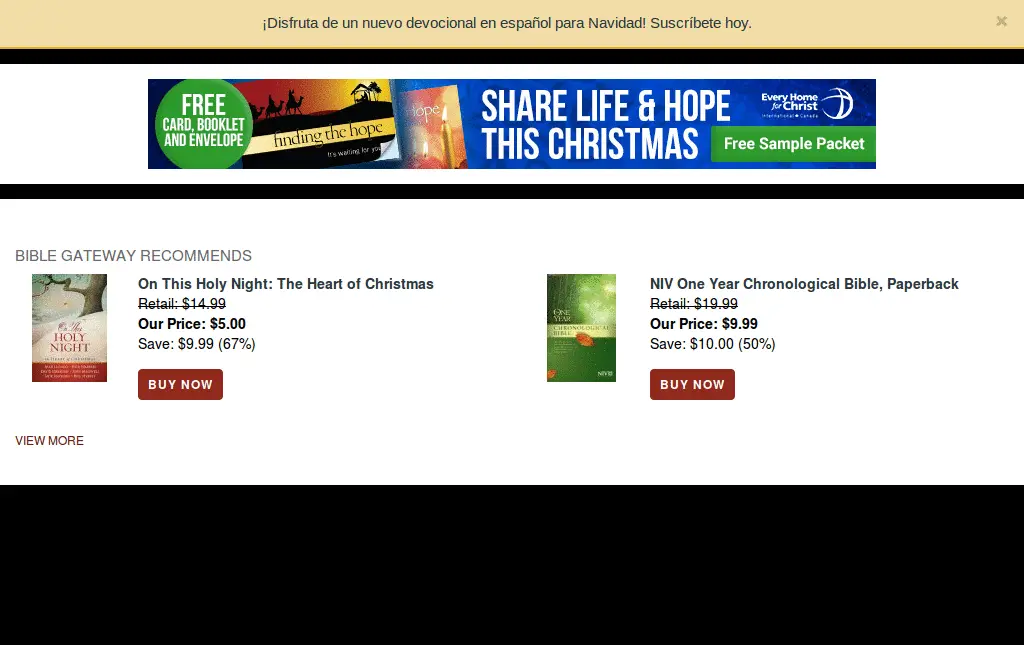 ¡Disfruta de un nuevo devocional en español para Navidad! Suscríbete hoy.
×
FREE
CARD, BOOKLET
AND ENVELOPE
finding the hope
It's waiting for you
hope
SHARE LIFE & HOPE
THIS CHRISTMAS
Every Home
for Christ
International Canada
Free Sample Packet
BIBLE GATEWAY RECOMMENDS
On This
HOLY
NIGHT
On This Holy Night: The Heart of Christmas
Retail: $14.99
Our Price: $5.00
Save: $9.99 (67%)
BUY NOW
ONE
YEAR
CHRONOLOGICAL
BIBLE
NIV
NIV One Year Chronological Bible, Paperback
Retail: $19.99
Our Price: $9.99
Save: $10.00 (50%)
BUY NOW
VIEW MORE